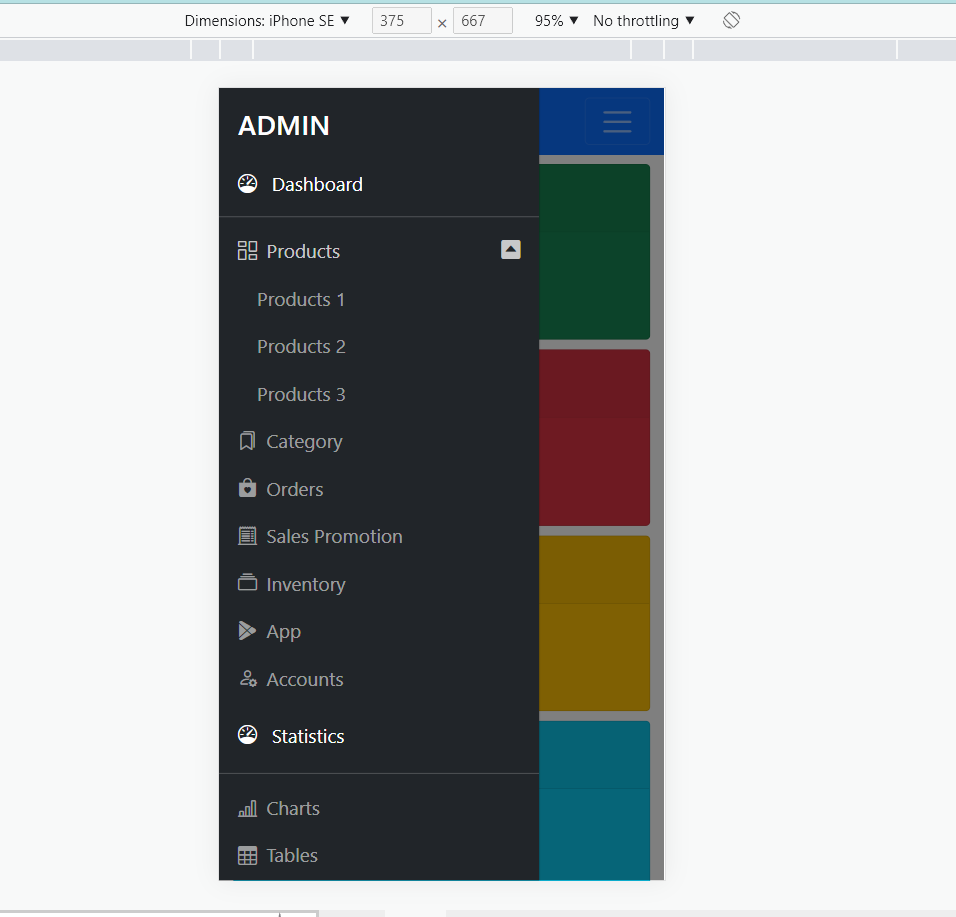 Dimensions: iPhone SE ▼ 375 × 667 95% ▼ No throttling ▼
ADMIN
Dashboard
Products
Products 1
Products 2
Products 3
Category
Orders
Sales Promotion
Inventory
App
Accounts
Statistics
Charts
Tables